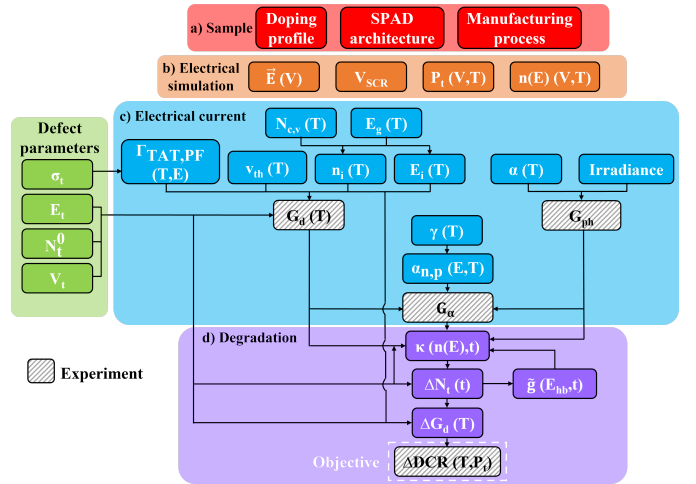 a) Sample
Doping
profile
SPAD
architecture
Manufacturing
process
b) Electrical
simulation
E⃗ (V)
V_SCR
P_t (V,T)
n(E) (V,T)
c) Electrical current
N_c,v (T)
E_g (T)
Defect
parameters
Γ_TAT,PF
(T,E)
v_th (T)
n_i (T)
E_i (T)
α (T)
Irradiance
σ_t
E_t
N_t^0
V_t
G_d (T)
G_ph
γ (T)
α_n,p (E,T)
G_α
d) Degradation
κ (n(E),t)
Experiment
ΔN_t (t)
g̃ (E_hb,t)
ΔG_d (T)
Objective
ΔDCR (T,P_t)